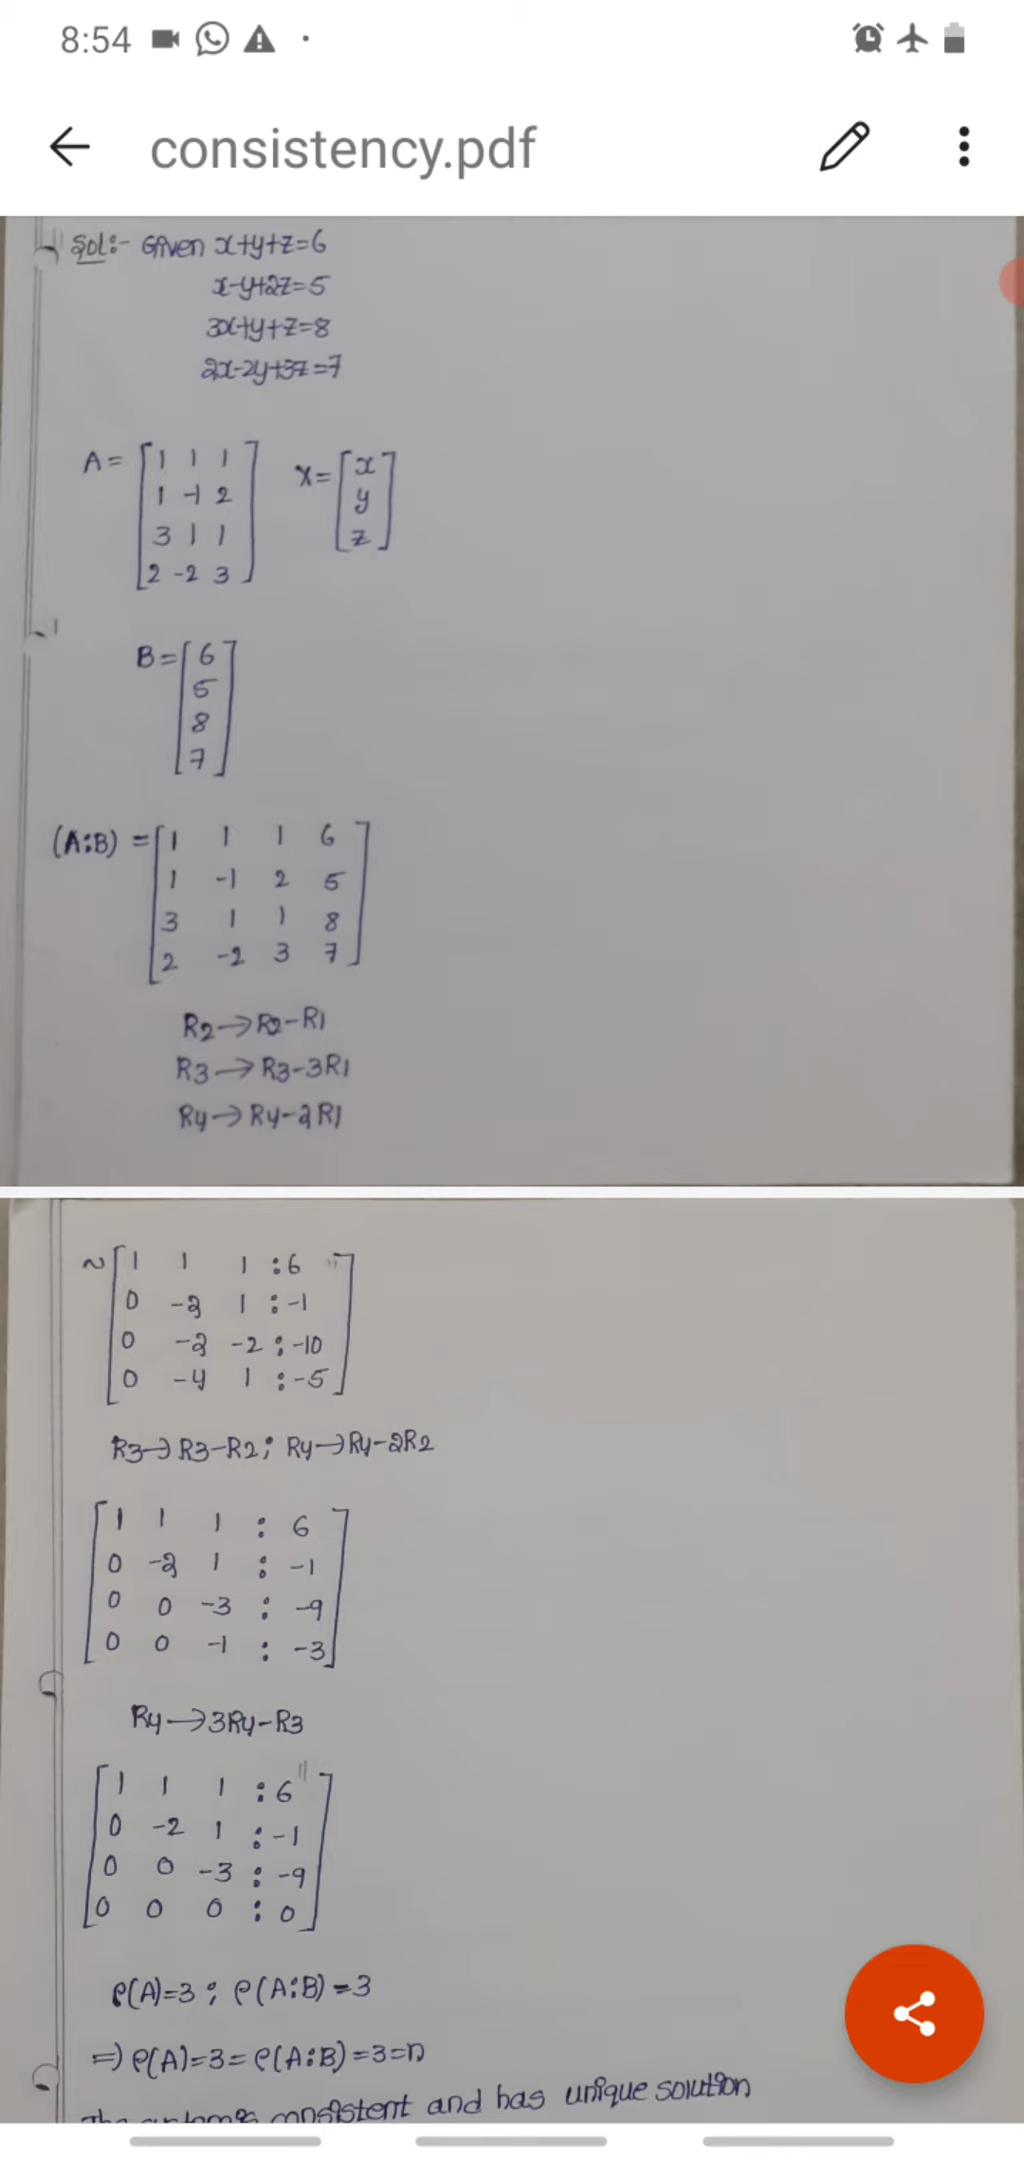 8:54
consistency.pdf
Sol:- Given x+y+z=6
x-y+2z=5
3x+y+z=8
2x-2y+3z=7
A= [1 1 1
1 -1 2
3 1 1
2 -2 3]
X= [x
y
z]
B= [6
5
8
7]
(A:B) = [1 1 1 6
1 -1 2 5
3 1 1 8
2 -2 3 7]
R2→R2-R1
R3→R3-3R1
R4→R4-2R1
~ [1 1 1 :6
0 -2 1 :-1
0 -2 -2 :-10
0 -4 1 :-5]
R3→R3-R2; R4→R4-2R2
[1 1 1 : 6
0 -2 1 : -1
0 0 -3 : -9
0 0 -1 : -3]
R4→3R4-R3
[1 1 1 :6
0 -2 1 :-1
0 0 -3 :-9
0 0 0 :0]
ρ(A)=3; ρ(A:B)=3
=) ρ(A)=3=ρ(A:B)=3=n
consistent and has unique solution